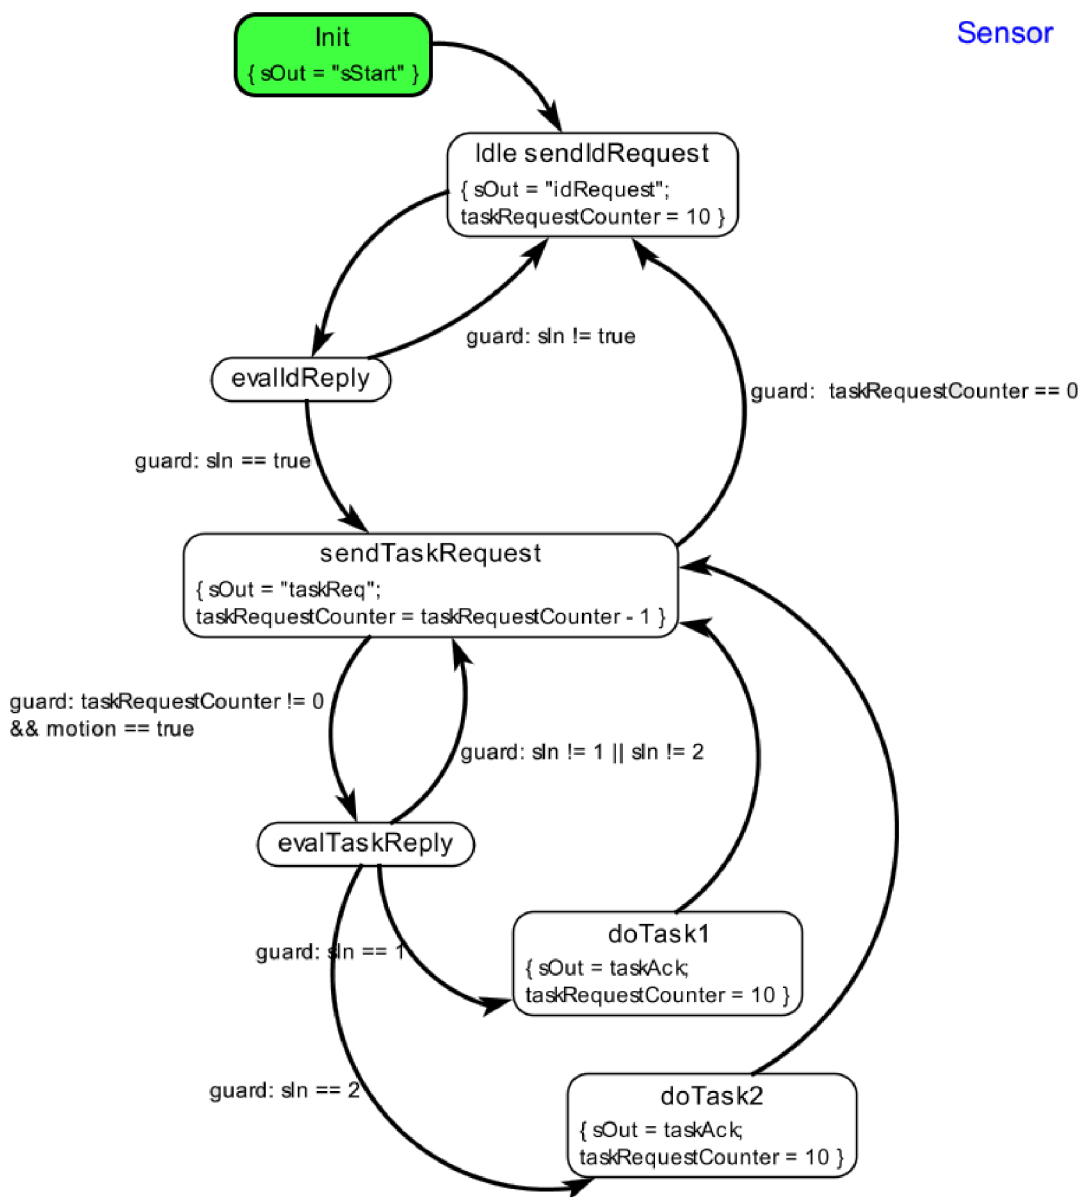 Init
{ sOut = "sStart" }
Sensor
Idle sendIdRequest
{ sOut = "idRequest";
taskRequestCounter = 10 }
guard: sIn != true
evalIdReply
guard: taskRequestCounter == 0
guard: sIn == true
sendTaskRequest
{ sOut = "taskReq";
taskRequestCounter = taskRequestCounter - 1 }
guard: taskRequestCounter != 0
&& motion == true
guard: sIn != 1 || sIn != 2
evalTaskReply
guard: sIn == 1
doTask1
{ sOut = taskAck;
taskRequestCounter = 10 }
guard: sIn == 2
doTask2
{ sOut = taskAck;
taskRequestCounter = 10 }